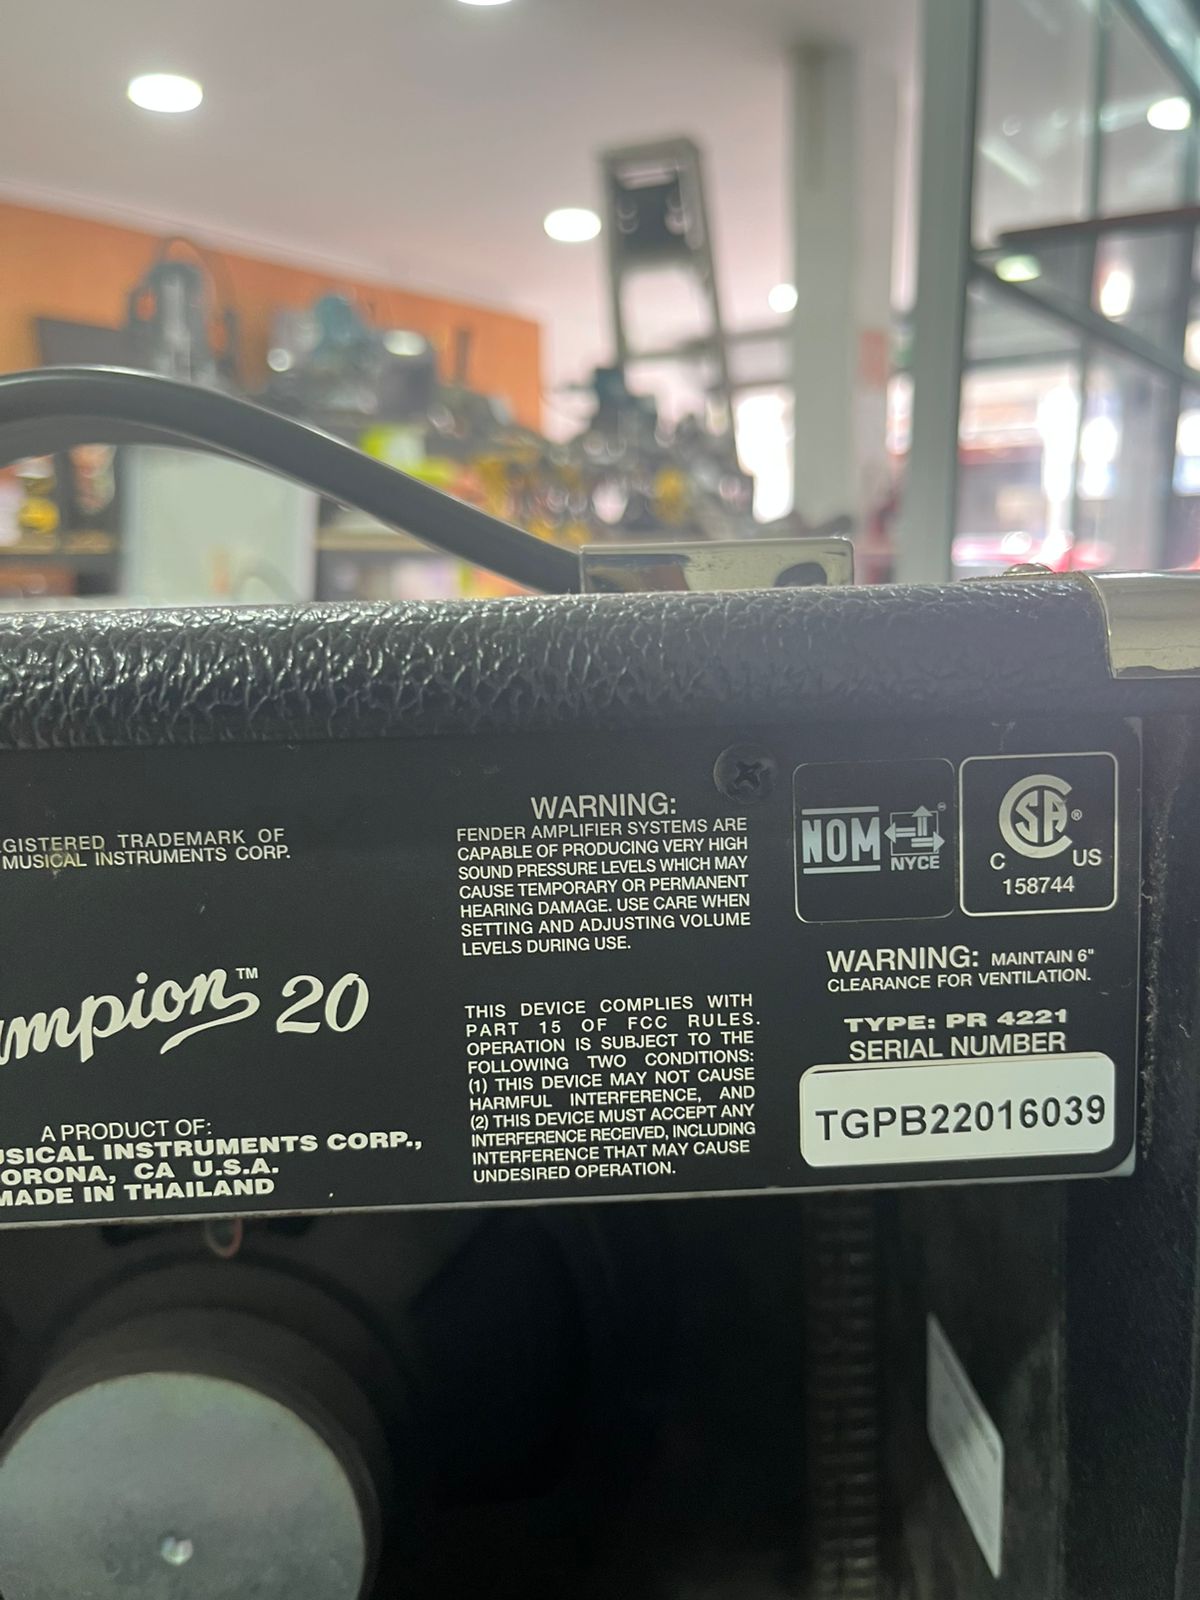 GISTERED TRADEMARK OF
MUSICAL INSTRUMENTS CORP.
mpion™ 20
A PRODUCT OF:
USICAL INSTRUMENTS CORP.,
ORONA, CA U.S.A.
MADE IN THAILAND
WARNING:
FENDER AMPLIFIER SYSTEMS ARE
CAPABLE OF PRODUCING VERY HIGH
SOUND PRESSURE LEVELS WHICH MAY
CAUSE TEMPORARY OR PERMANENT
HEARING DAMAGE. USE CARE WHEN
SETTING AND ADJUSTING VOLUME
LEVELS DURING USE.
THIS DEVICE COMPLIES WITH
PART 15 OF FCC RULES.
OPERATION IS SUBJECT TO THE
FOLLOWING TWO CONDITIONS:
(1) THIS DEVICE MAY NOT CAUSE
HARMFUL INTERFERENCE, AND
(2) THIS DEVICE MUST ACCEPT ANY
INTERFERENCE RECEIVED, INCLUDING
INTERFERENCE THAT MAY CAUSE
UNDESIRED OPERATION.
NOM NYCE
CSA®
C US
158744
WARNING: MAINTAIN 6"
CLEARANCE FOR VENTILATION.
TYPE: PR 4221
SERIAL NUMBER
TGPB22016039